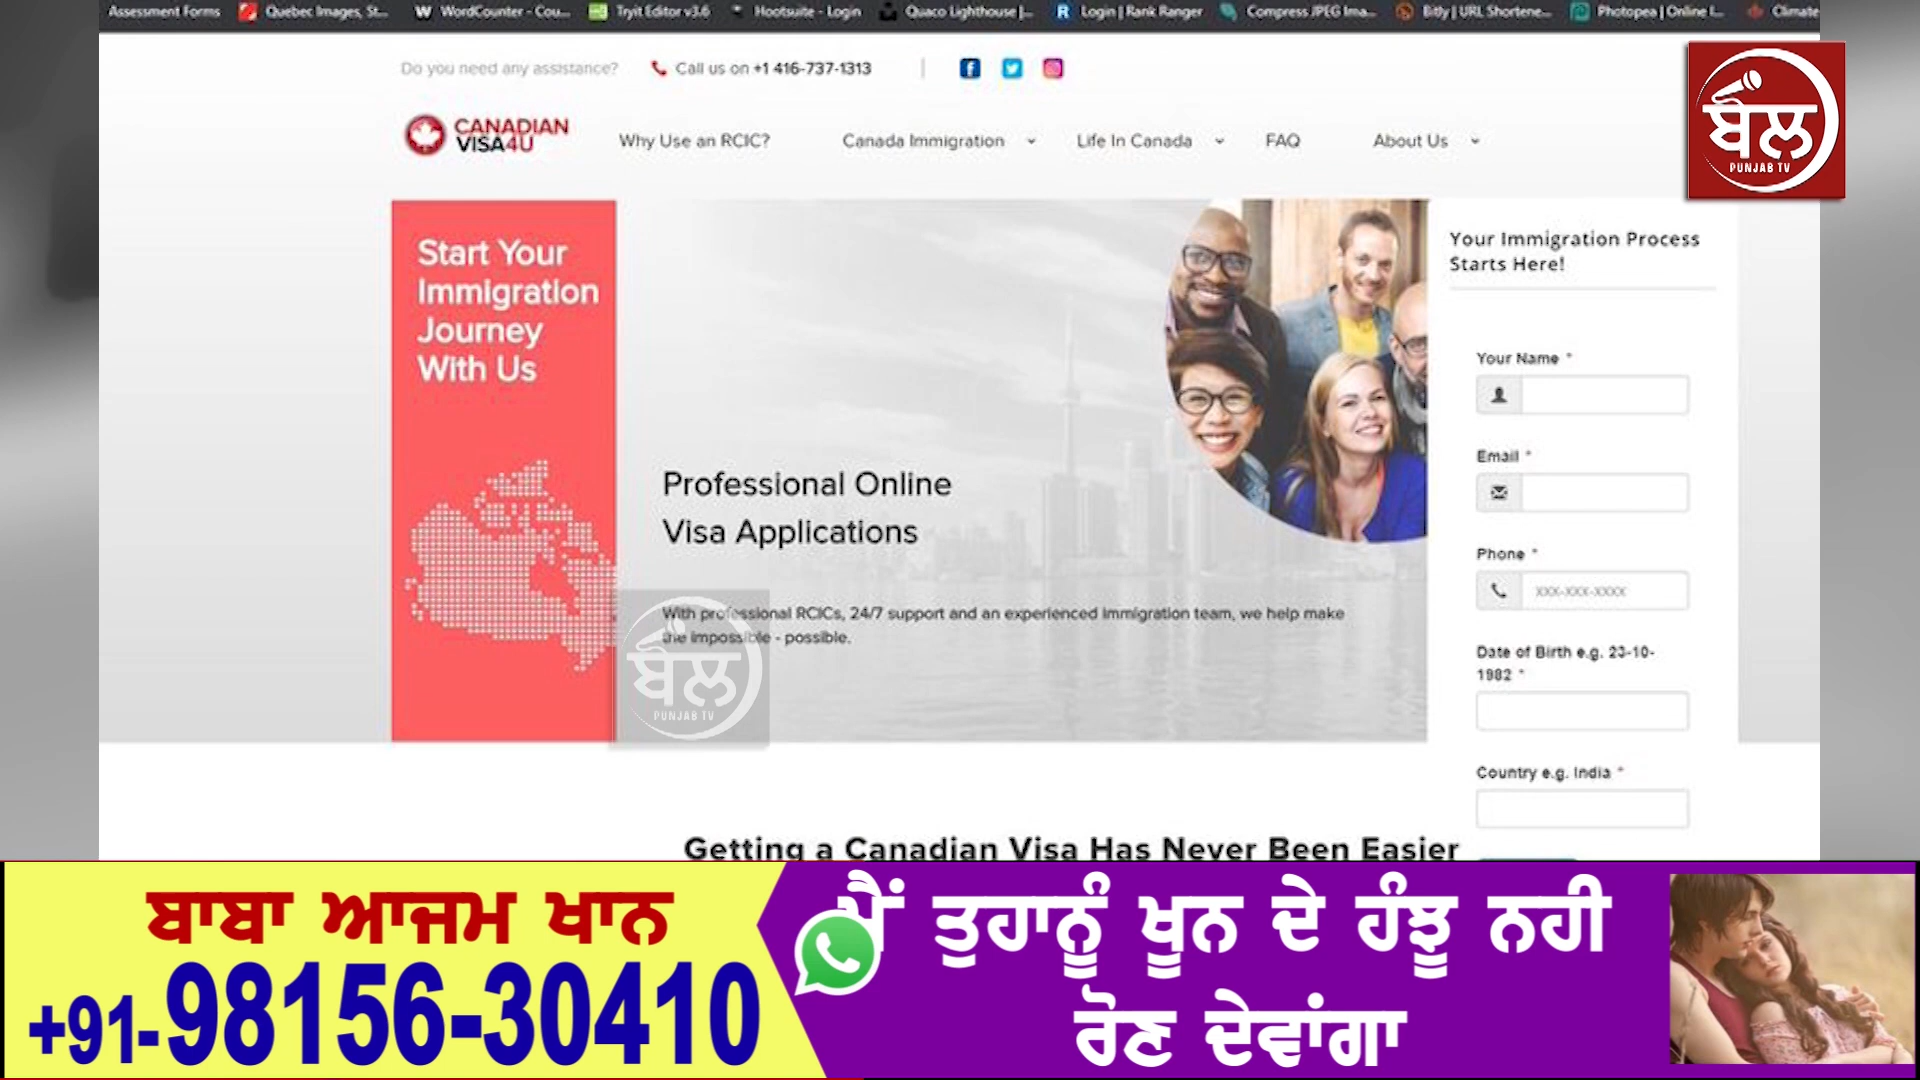 Assessment Forms
Quebec Images, St...
WordCounter - Cou...
Tryit Editor v3.6
Hootsuite - Login
Quaco Lighthouse |...
Login | Rank Ranger
Compress JPEG Ima...
Bitly | URL Shortene...
Photopea | Online I...
Climate
Do you need any assistance?
Call us on +1 416-737-1313
CANADIAN
VISA4U
Why Use an RCIC?
Canada Immigration
Life In Canada
FAQ
About Us
ਬੋਲ
PUNJAB TV
Start Your
Immigration
Journey
With Us
Professional Online
Visa Applications
With professional RCICs, 24/7 support and an experienced immigration team, we help make
the impossible - possible.
ਬੋਲ
PUNJAB TV
Your Immigration Process
Starts Here!
Your Name *
Email *
Phone *
XXX-XXX-XXXX
Date of Birth e.g. 23-10-
1982 *
Country e.g. India *
Getting a Canadian Visa Has Never Been Easier
ਬਾਬਾ ਆਜਮ ਖਾਨ
+91-98156-30410
ਮੈਂ ਤੁਹਾਨੂੰ ਖੂਨ ਦੇ ਹੰਝੂ ਨਹੀ
ਰੋਣ ਦੇਵਾਂਗਾ